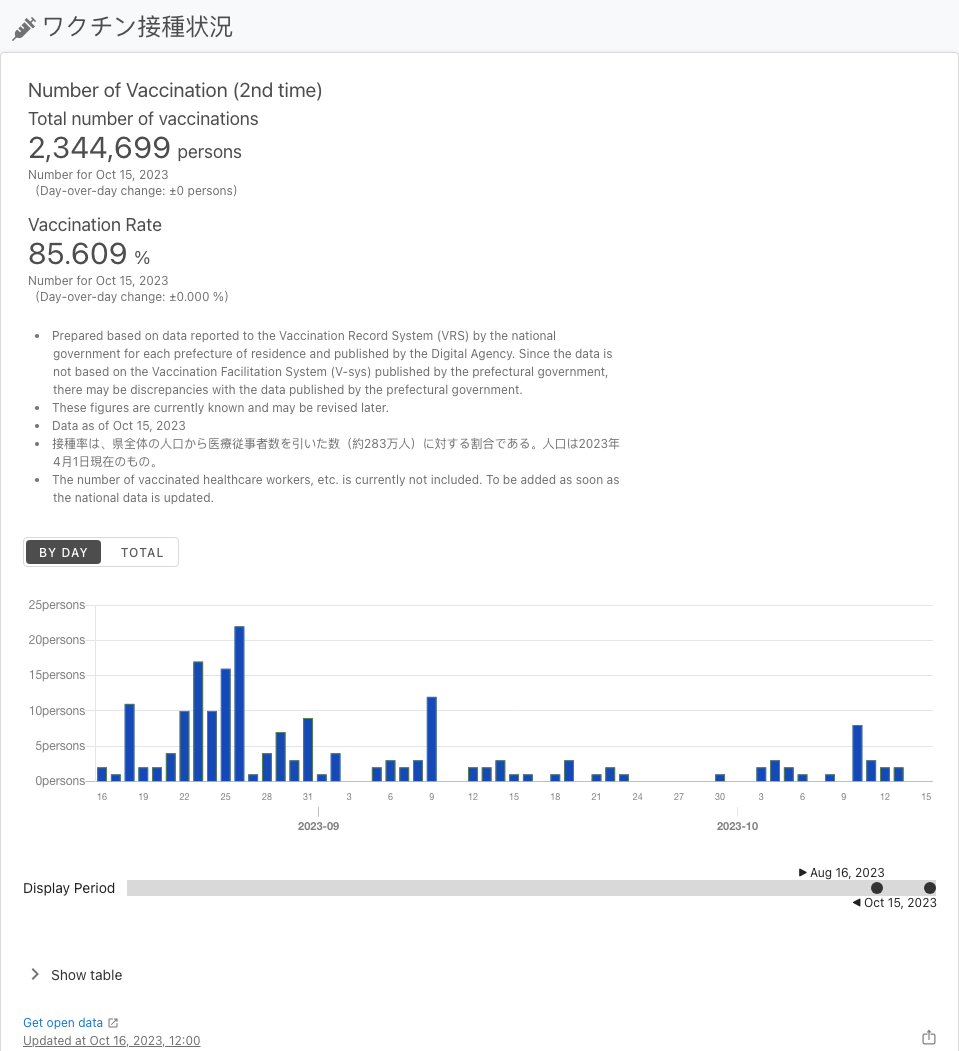 ワクチン接種状況
Number of Vaccination (2nd time)
Total number of vaccinations
2,344,699 persons
Number for Oct 15, 2023
(Day-over-day change: ±0 persons)
Vaccination Rate
85.609 %
Number for Oct 15, 2023
(Day-over-day change: ±0.000 %)
• Prepared based on data reported to the Vaccination Record System (VRS) by the national
government for each prefecture of residence and published by the Digital Agency. Since the data is
not based on the Vaccination Facilitation System (V-sys) published by the prefectural government,
there may be discrepancies with the data published by the prefectural government.
• These figures are currently known and may be revised later.
• Data as of Oct 15, 2023
• 接種率は、県全体の人口から医療従事者数を引いた数（約283万人）に対する割合である。人口は2023年
4月1日現在のもの。
• The number of vaccinated healthcare workers, etc. is currently not included. To be added as soon as
the national data is updated.
BY DAY TOTAL
25persons
20persons
15persons
10persons
5persons
0persons
16 19 22 25 28 31 3 6 9 12 15 18 21 24 27 30 3 6 9 12 15
2023-09 2023-10
▶ Aug 16, 2023
Display Period
◀ Oct 15, 2023
Show table
Get open data
Updated at Oct 16, 2023, 12:00